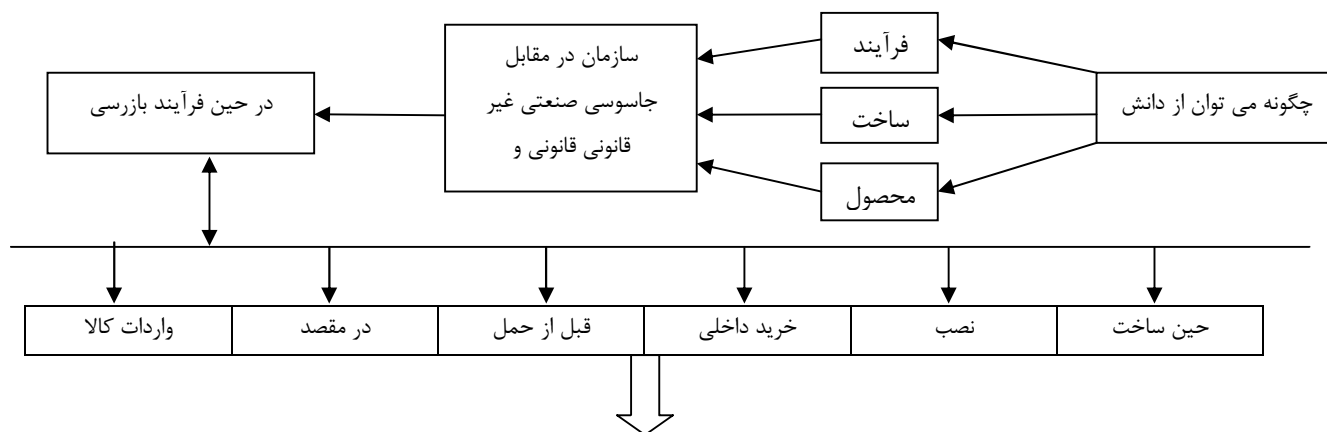 چگونه می توان از دانش
فرآیند
ساخت
محصول
سازمان در مقابل
جاسوسی صنعتی غیر
قانونی قانونی و
در حین فرآیند بازرسی
حین ساخت
نصب
خرید داخلی
قبل از حمل
در مقصد
واردات کالا